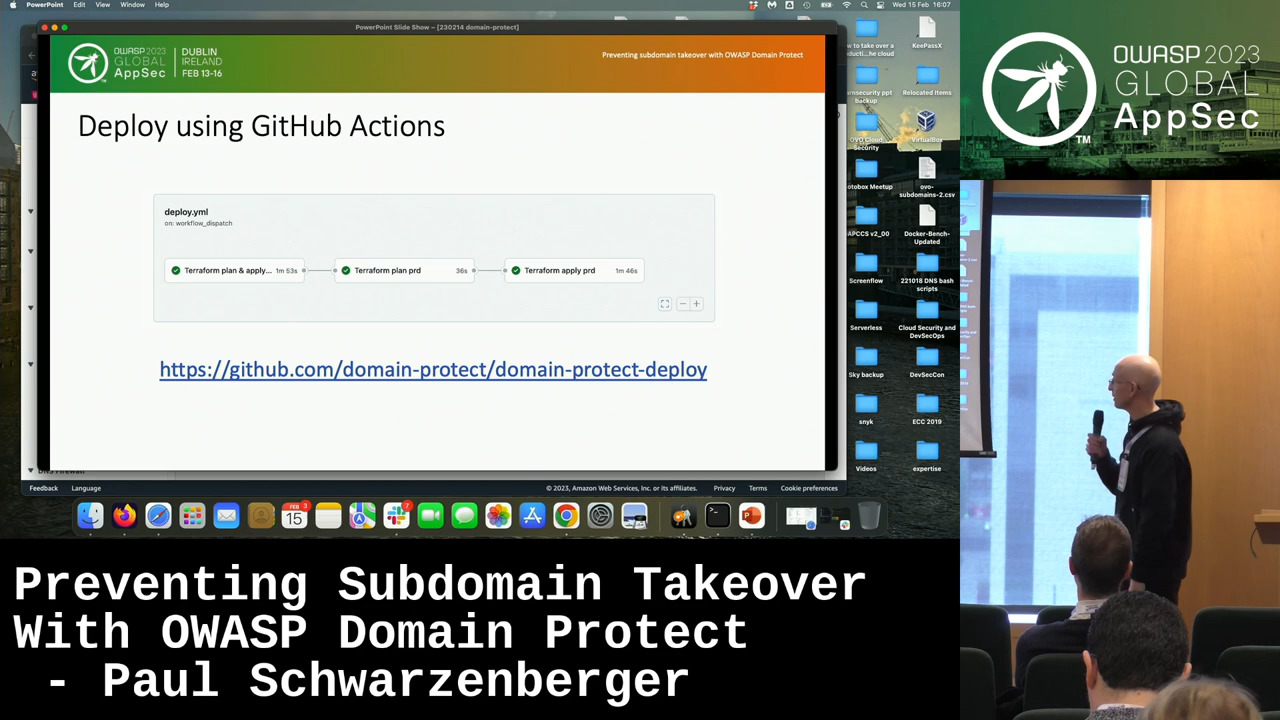 PowerPoint File Edit View Window Help
Wed 15 Feb 16:07
PowerPoint Slide Show – [230214 domain-protect]
OWASP 2023
GLOBAL
AppSec
DUBLIN
IRELAND
FEB 13-16
Preventing subdomain takeover with OWASP Domain Protect
Deploy using GitHub Actions
deploy.yml
on: workflow_dispatch
Terraform plan & apply... 1m 53s
Terraform plan prd 36s
Terraform apply prd 1m 46s
https://github.com/domain-protect/domain-protect-deploy
Feedback Language
© 2023, Amazon Web Services, Inc. or its affiliates. Privacy Terms Cookie preferences
KeePassX
Relocated Items
VirtualBox
ovo-subdomains-2.csv
APCCS v2_00
Docker-Bench-Updated
Screenflow
221018 DNS bash scripts
Serverless
Cloud Security and DevSecOps
Sky backup
DevSecCon
snyk
ECC 2019
Videos
expertise
FEB
15
OWASP 2023
GLOBAL
AppSec
TM
Preventing Subdomain Takeover
With OWASP Domain Protect
- Paul Schwarzenberger